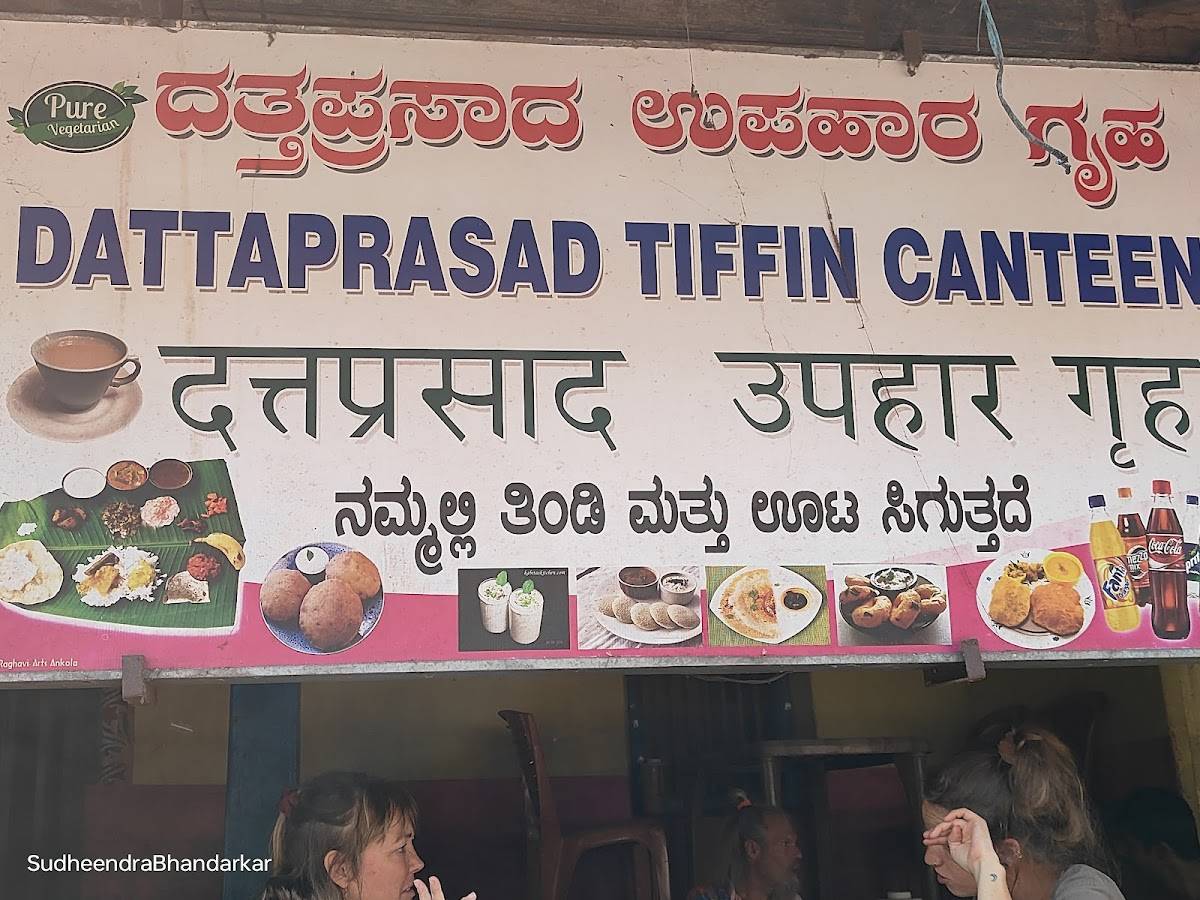 Pure
Vegetarian
ದತ್ತಪ್ರಸಾದ ಉಪಹಾರ ಗೃಹ
DATTAPRASAD TIFFIN CANTEEN
दत्तप्रसाद उपहार गृह
ನಮ್ಮಲ್ಲಿ ತಿಂಡಿ ಮತ್ತು ಊಟ ಸಿಗುತ್ತದೆ
Fanta
Coca-Cola
Raghavi Arts Ankola
SudheendraBhandarkar